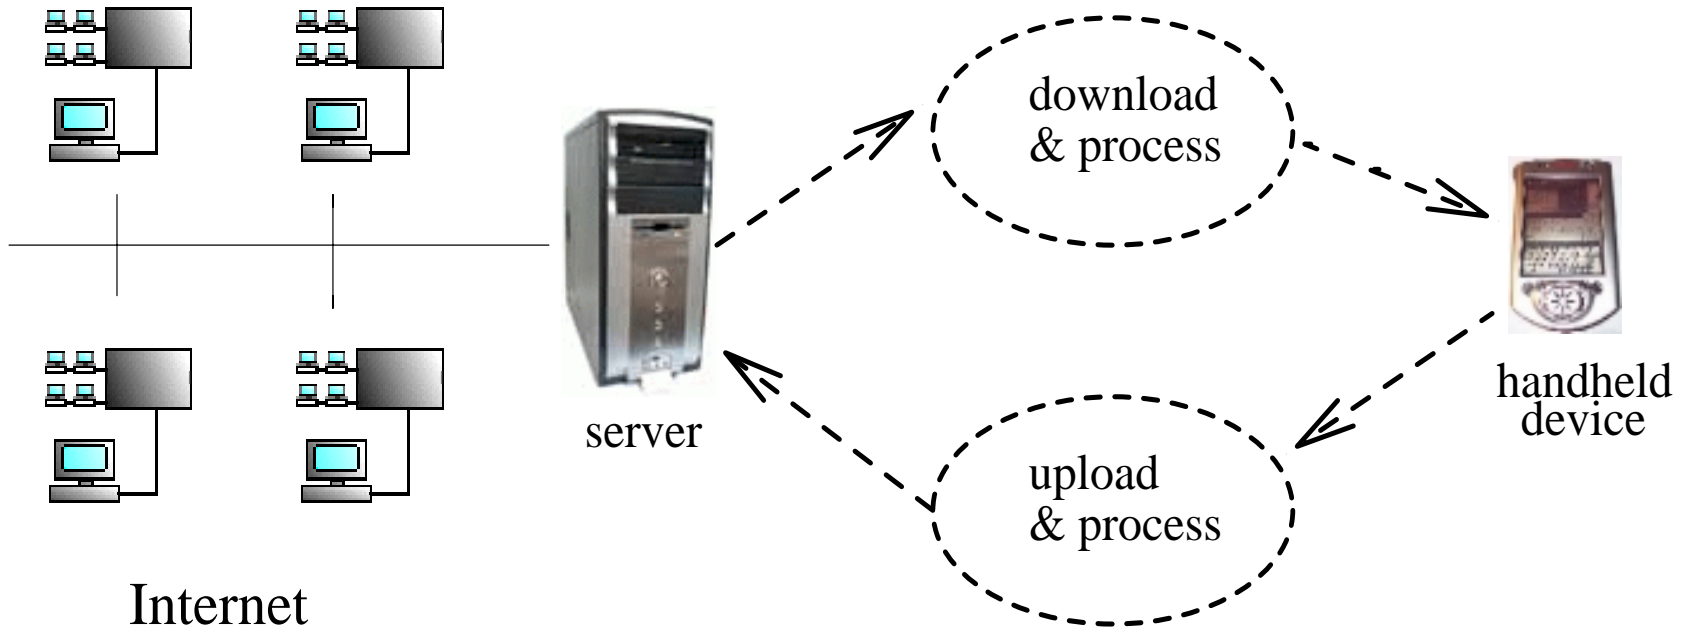 download
& process
server
handheld
device
upload
& process
Internet